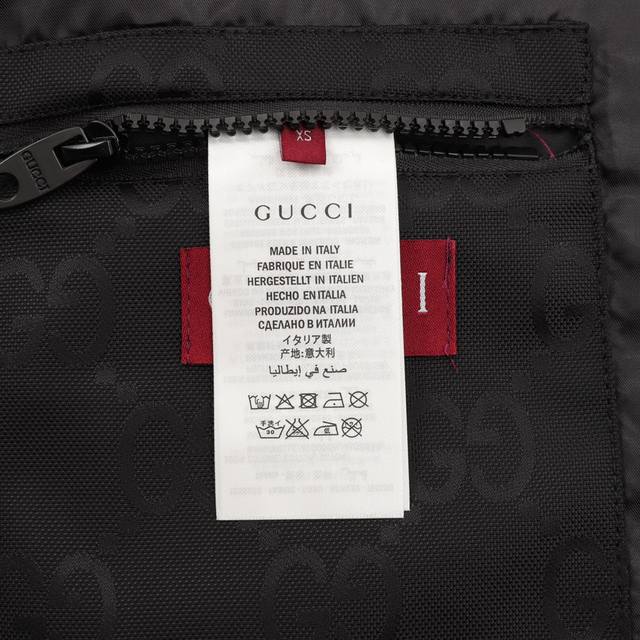 XS
GUCCI
GUCCI
MADE IN ITALY
FABRIQUE EN ITALIE
HERGESTELLT IN ITALIEN
HECHO EN ITALIA
PRODUZIDO NA ITALIA
СДЕЛАНО В ИТАЛИИ
イタリア製
产地:意大利
صنع في إيطاليا
I